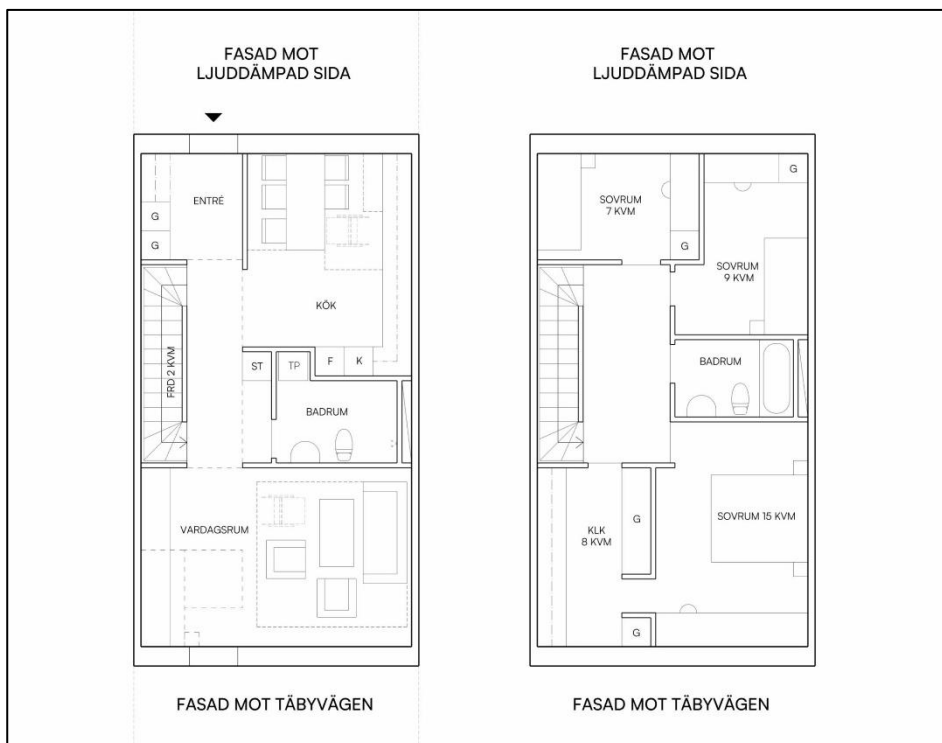 FASAD MOT
LJUDDÄMPAD SIDA
ENTRÉ
G
G
KÖK
FRD 2 KVM
ST
TP
F
K
BADRUM
VARDAGSRUM
FASAD MOT TÄBYVÄGEN
FASAD MOT
LJUDDÄMPAD SIDA
G
SOVRUM
7 KVM
G
SOVRUM
9 KVM
BADRUM
SOVRUM 15 KVM
G
KLK
8 KVM
G
FASAD MOT TÄBYVÄGEN